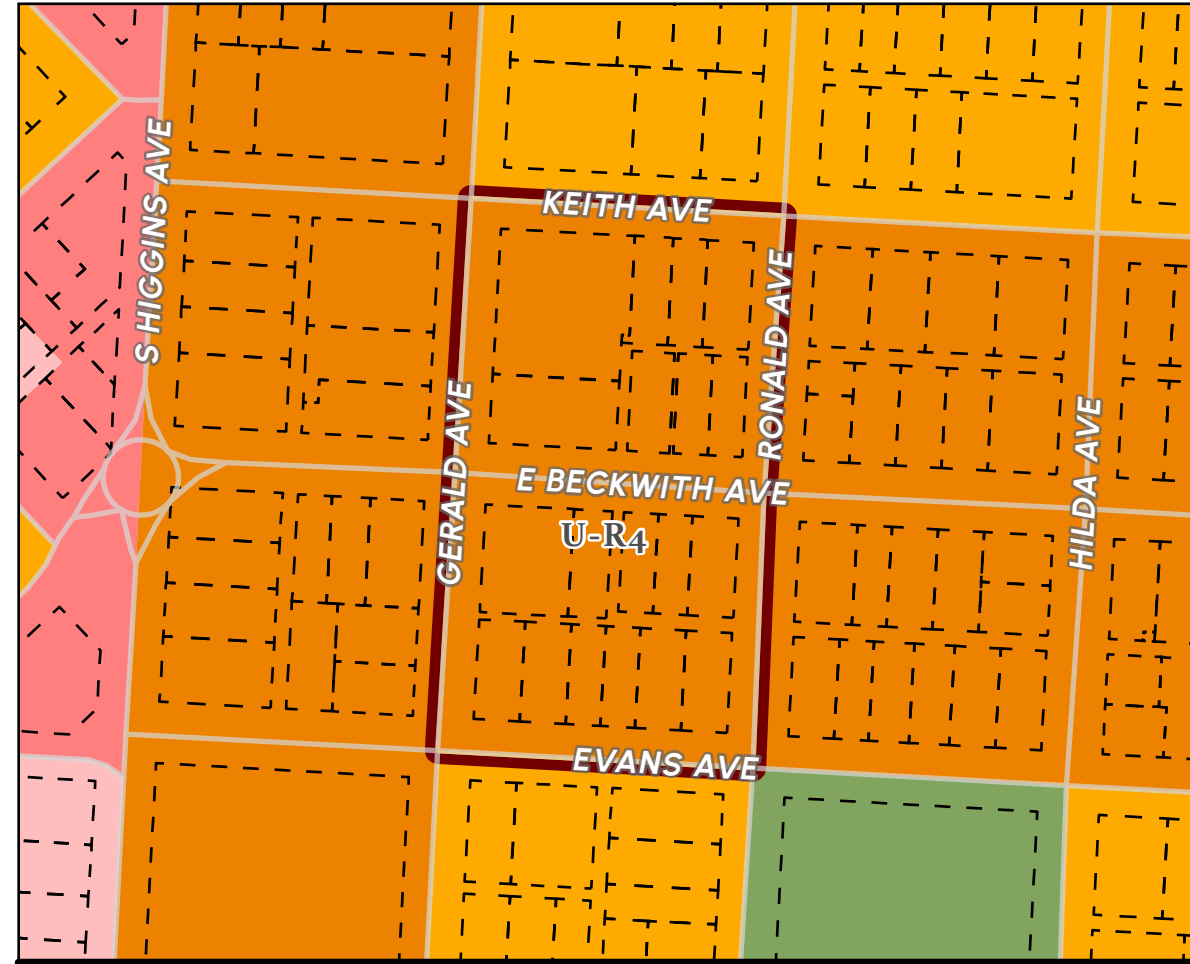 S HIGGINS AVE
KEITH AVE
RONALD AVE
GERALD AVE
HILDA AVE
E BECKWITH AVE
U-R4
EVANS AVE